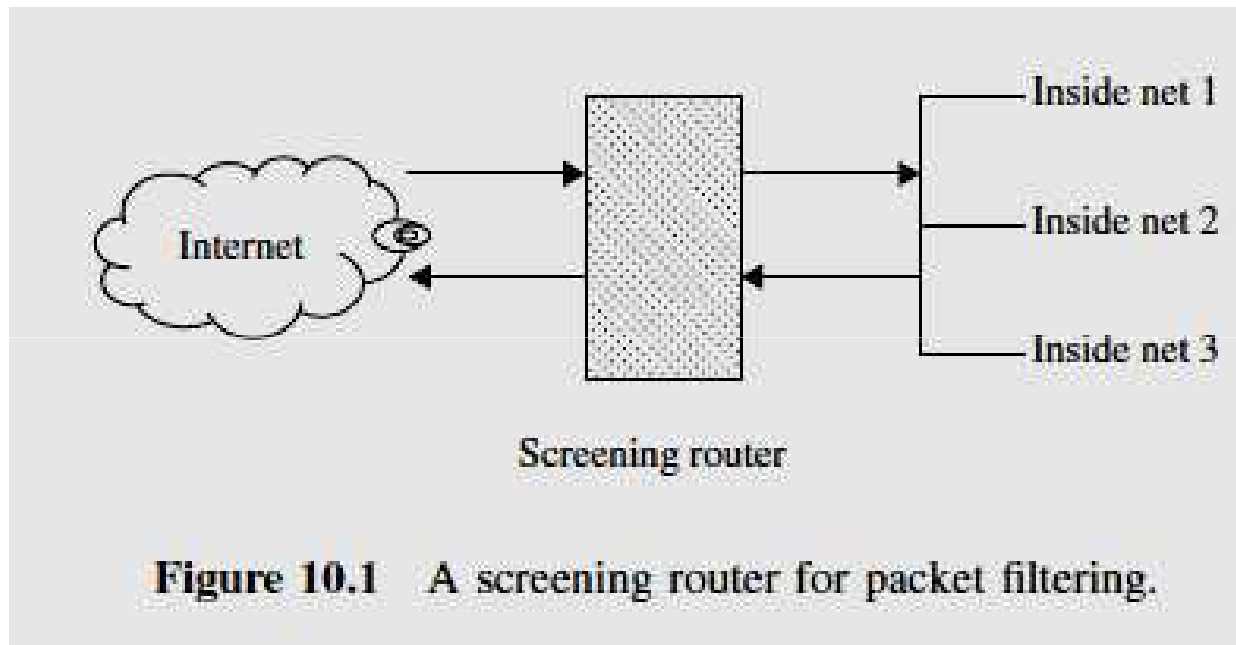 Inside net 1
Internet
Inside net 2
Inside net 3
Screening router
Figure 10.1 A screening router for packet filtering.